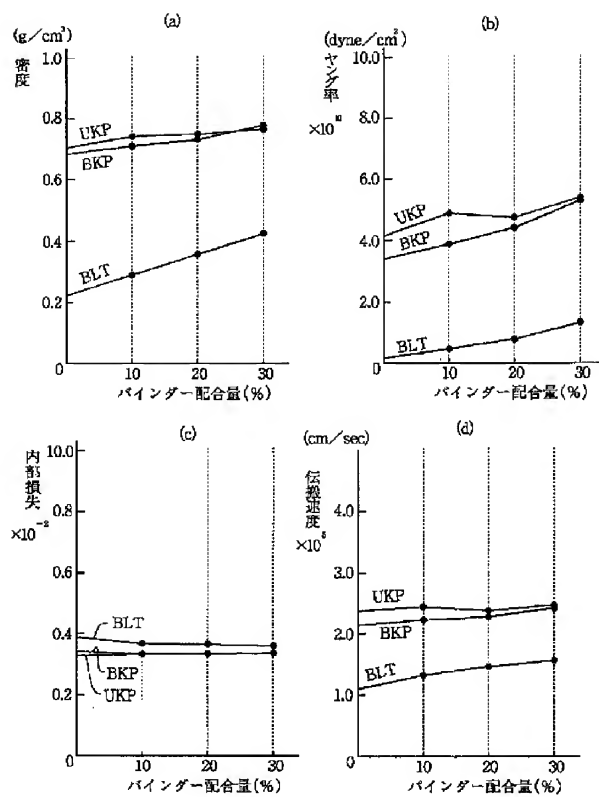 (a)
(g/cm³)
密度
1.0
0.8
0.6
0.4
0.2
0
UKP
BKP
BLT
10 20 30
バインダー配合量(%)
(b)
(dyne/cm²)
ヤング率
×10
10.0
8.0
6.0
4.0
2.0
0
UKP
BKP
BLT
10 20 30
バインダー配合量(%)
(c)
内部損失
×10⁻²
10.0
0.8
0.6
0.4
0.2
0
BLT
BKP
UKP
10 20 30
バインダー配合量(%)
(d)
(cm/sec)
伝搬速度
×10⁵
4.0
3.0
2.0
1.0
0
UKP
BKP
BLT
10 20 30
バインダー配合量(%)